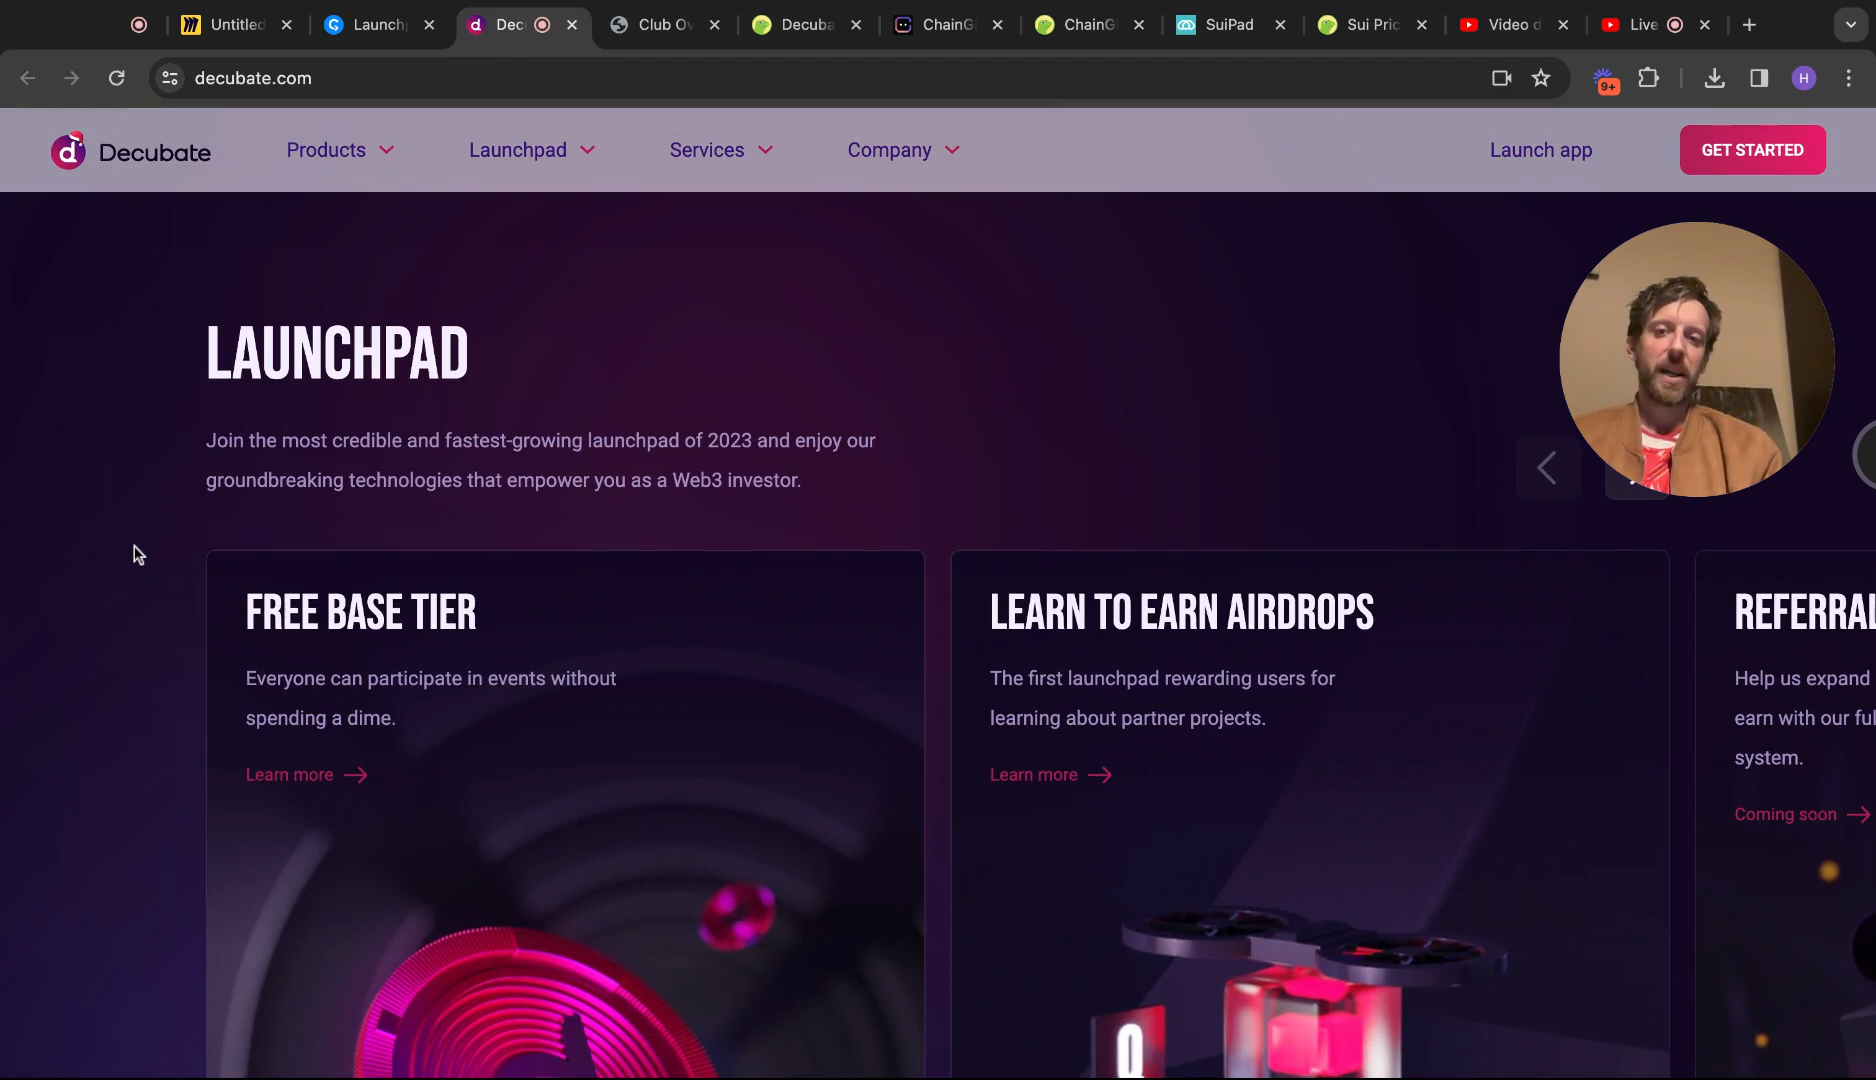 Untitled
Launch
Dec
Club Ov
Decuba
ChainG
ChainG
SuiPad
Sui Pric
Video d
Live
decubate.com
9+
H
d Decubate
Products
Launchpad
Services
Company
Launch app
GET STARTED
LAUNCHPAD
Join the most credible and fastest-growing launchpad of 2023 and enjoy our
groundbreaking technologies that empower you as a Web3 investor.
FREE BASE TIER
Everyone can participate in events without
spending a dime.
Learn more
LEARN TO EARN AIRDROPS
The first launchpad rewarding users for
learning about partner projects.
Learn more
REFERRAL
Help us expand
earn with our ful
system.
Coming soon